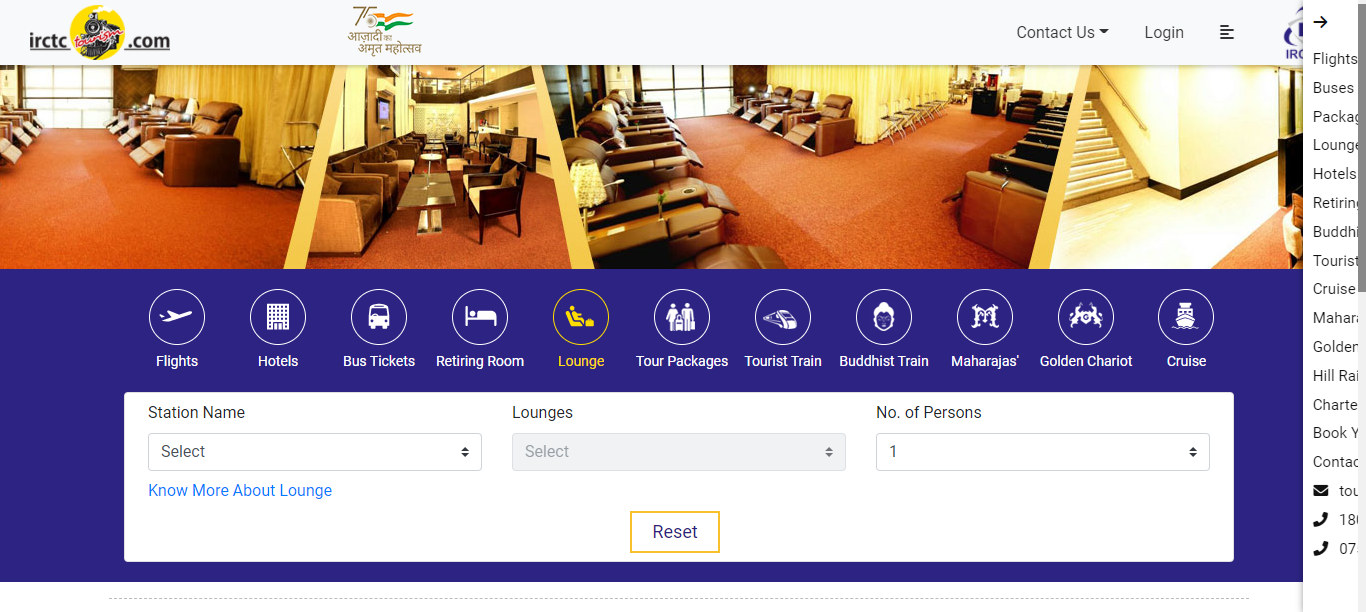 irctc tourism .com
75
आज़ादी का
अमृत महोत्सव
Contact Us
Login
Flights
Hotels
Bus Tickets
Retiring Room
Lounge
Tour Packages
Tourist Train
Buddhist Train
Maharajas'
Golden Chariot
Cruise
Station Name
Lounges
No. of Persons
Select
Select
1
Know More About Lounge
Reset
IRC
Flights
Buses
Packag
Lounge
Hotels
Retiring
Buddhi
Tourist
Cruise
Mahara
Golden
Hill Rai
Charte
Book Y
Contac
tou
180
07